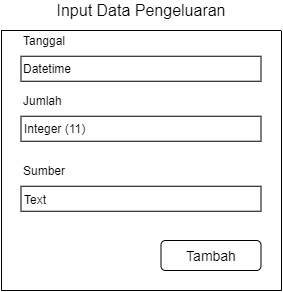 Input Data Pengeluaran
Tanggal
Datetime
Jumlah
Integer (11)
Sumber
Text
Tambah